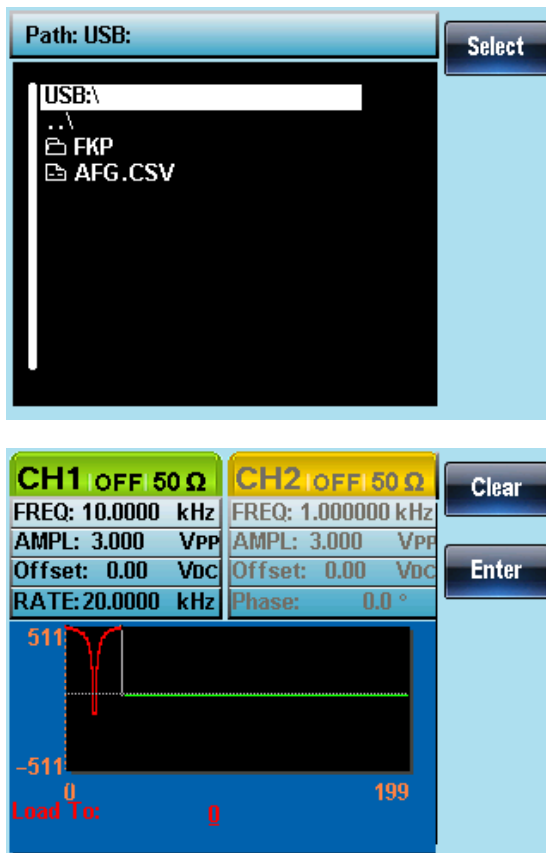 Path: USB:
Select
USB:\
..\
FKP
AFG.CSV
CH1 OFF 50 Ω
CH2 OFF 50 Ω
Clear
FREQ: 10.0000 kHz
FREQ: 1.000000 kHz
AMPL: 3.000 VPP
AMPL: 3.000 VPP
Offset: 0.00 VDC
Offset: 0.00 VDC
Enter
RATE: 20.0000 kHz
Phase: 0.0 °
511
-511
0
199
Load To: 0